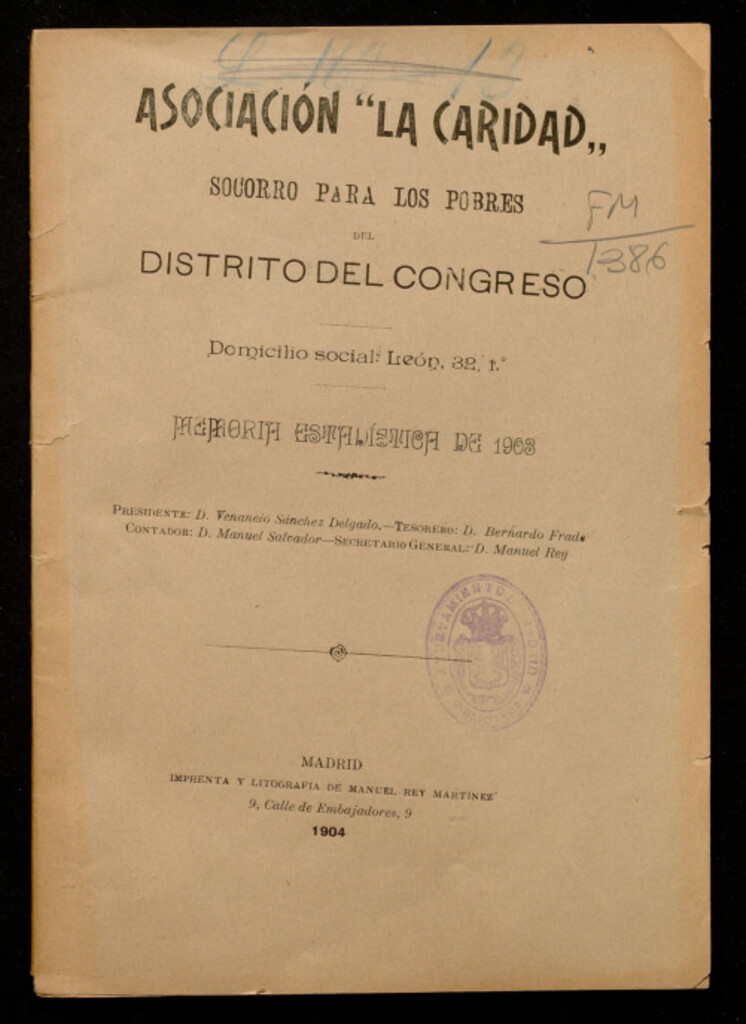 ASOCIACIÓN "LA CARIDAD„
SOCORRO PARA LOS POBRES
DEL
DISTRITO DEL CONGRESO
FM
1386
Domicilio social: León, 32, 1.°
MEMORIA ESTADÍSTICA DE 1903
PRESIDENTE: D. Venancio Sánchez Delgado.—TESORERO: D. Bernardo Frade
CONTADOR: D. Manuel Salvador—SECRETARIO GENERAL: D. Manuel Rey
MADRID
IMPRENTA Y LITOGRAFÍA DE MANUEL REY MARTÍNEZ
9, Calle de Embajadores, 9
1904